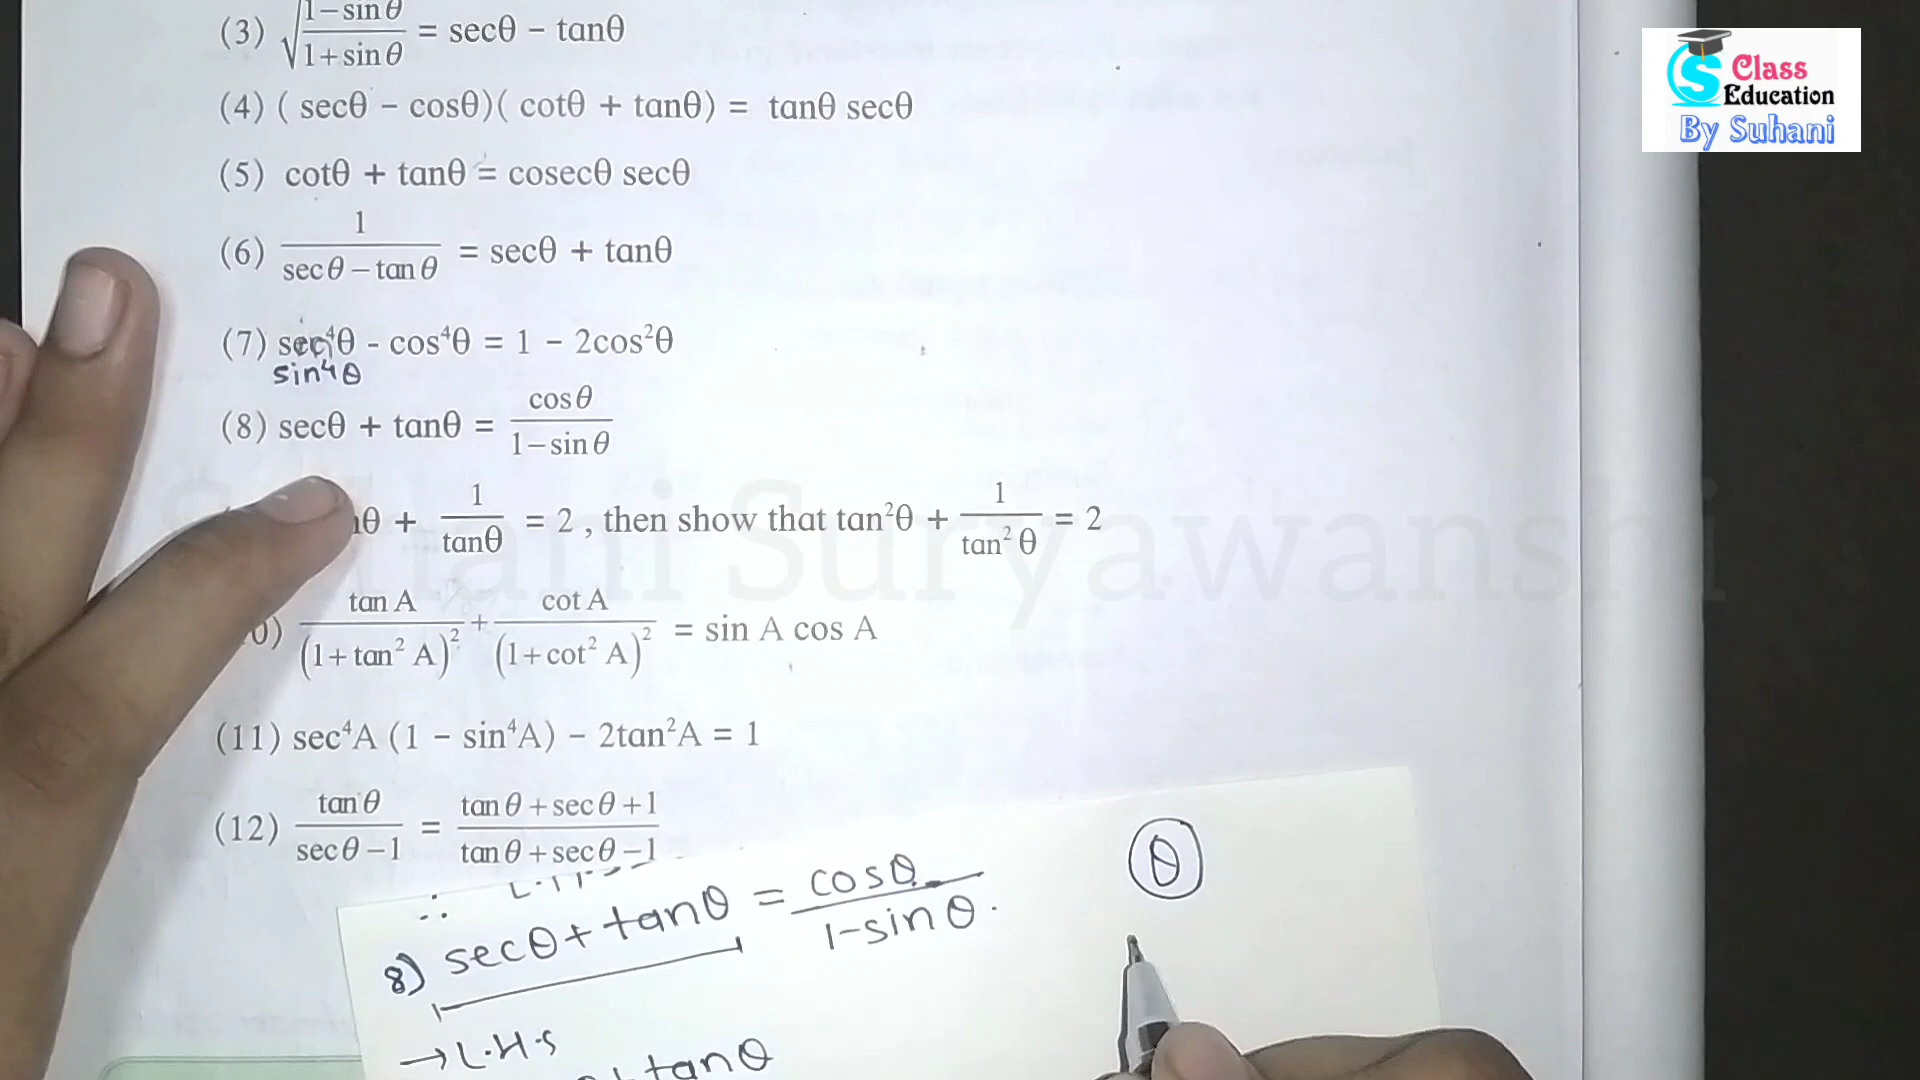 (3) √(1−sinθ / 1+sinθ) = secθ − tanθ
(4) ( secθ − cosθ)( cotθ + tanθ) = tanθ secθ
(5) cotθ + tanθ = cosecθ secθ
(6) 1 / (secθ − tanθ) = secθ + tanθ
(7) sec⁴θ - cos⁴θ = 1 − 2cos²θ
sin⁴θ
(8) secθ + tanθ = cosθ / (1−sinθ)
θ + 1/tanθ = 2 , then show that tan²θ + 1/tan²θ = 2
0) tan A / (1+tan² A)² + cot A / (1+cot² A)² = sin A cos A
(11) sec⁴A (1 − sin⁴A) − 2tan²A = 1
(12) tanθ / (secθ−1) = (tanθ+secθ+1) / (tanθ+secθ−1)
∴
8) secθ + tanθ = cosθ / (1-sinθ).
θ
→ L.H.S
tanθ
Class
Education
By Suhani
Suryawanshi